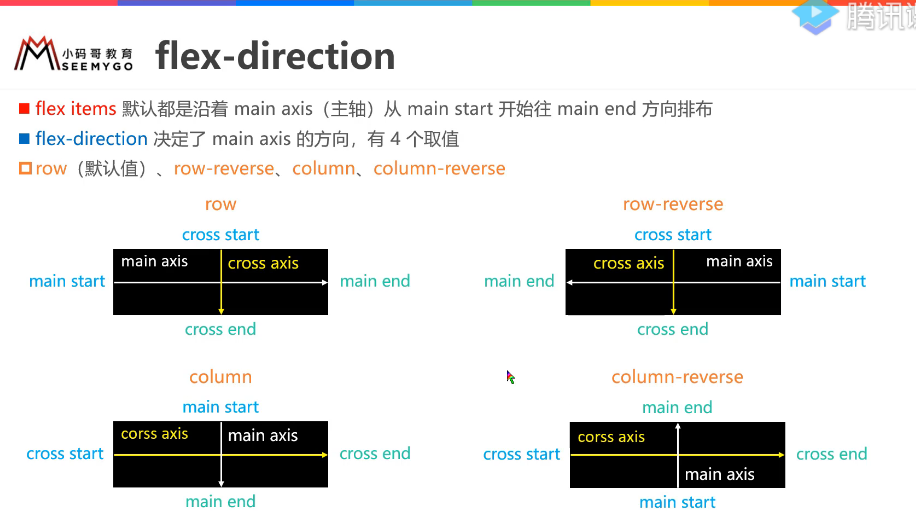 腾讯课
小码哥教育
SEEMYGO
flex-direction
flex items 默认都是沿着 main axis（主轴）从 main start 开始往 main end 方向排布
flex-direction 决定了 main axis 的方向，有 4 个取值
row（默认值）、row-reverse、column、column-reverse
row
cross start
main axis
cross axis
main start
main end
cross end
row-reverse
cross start
cross axis
main axis
main end
main start
cross end
column
main start
corss axis
main axis
cross start
cross end
main end
column-reverse
main end
corss axis
cross start
cross end
main axis
main start